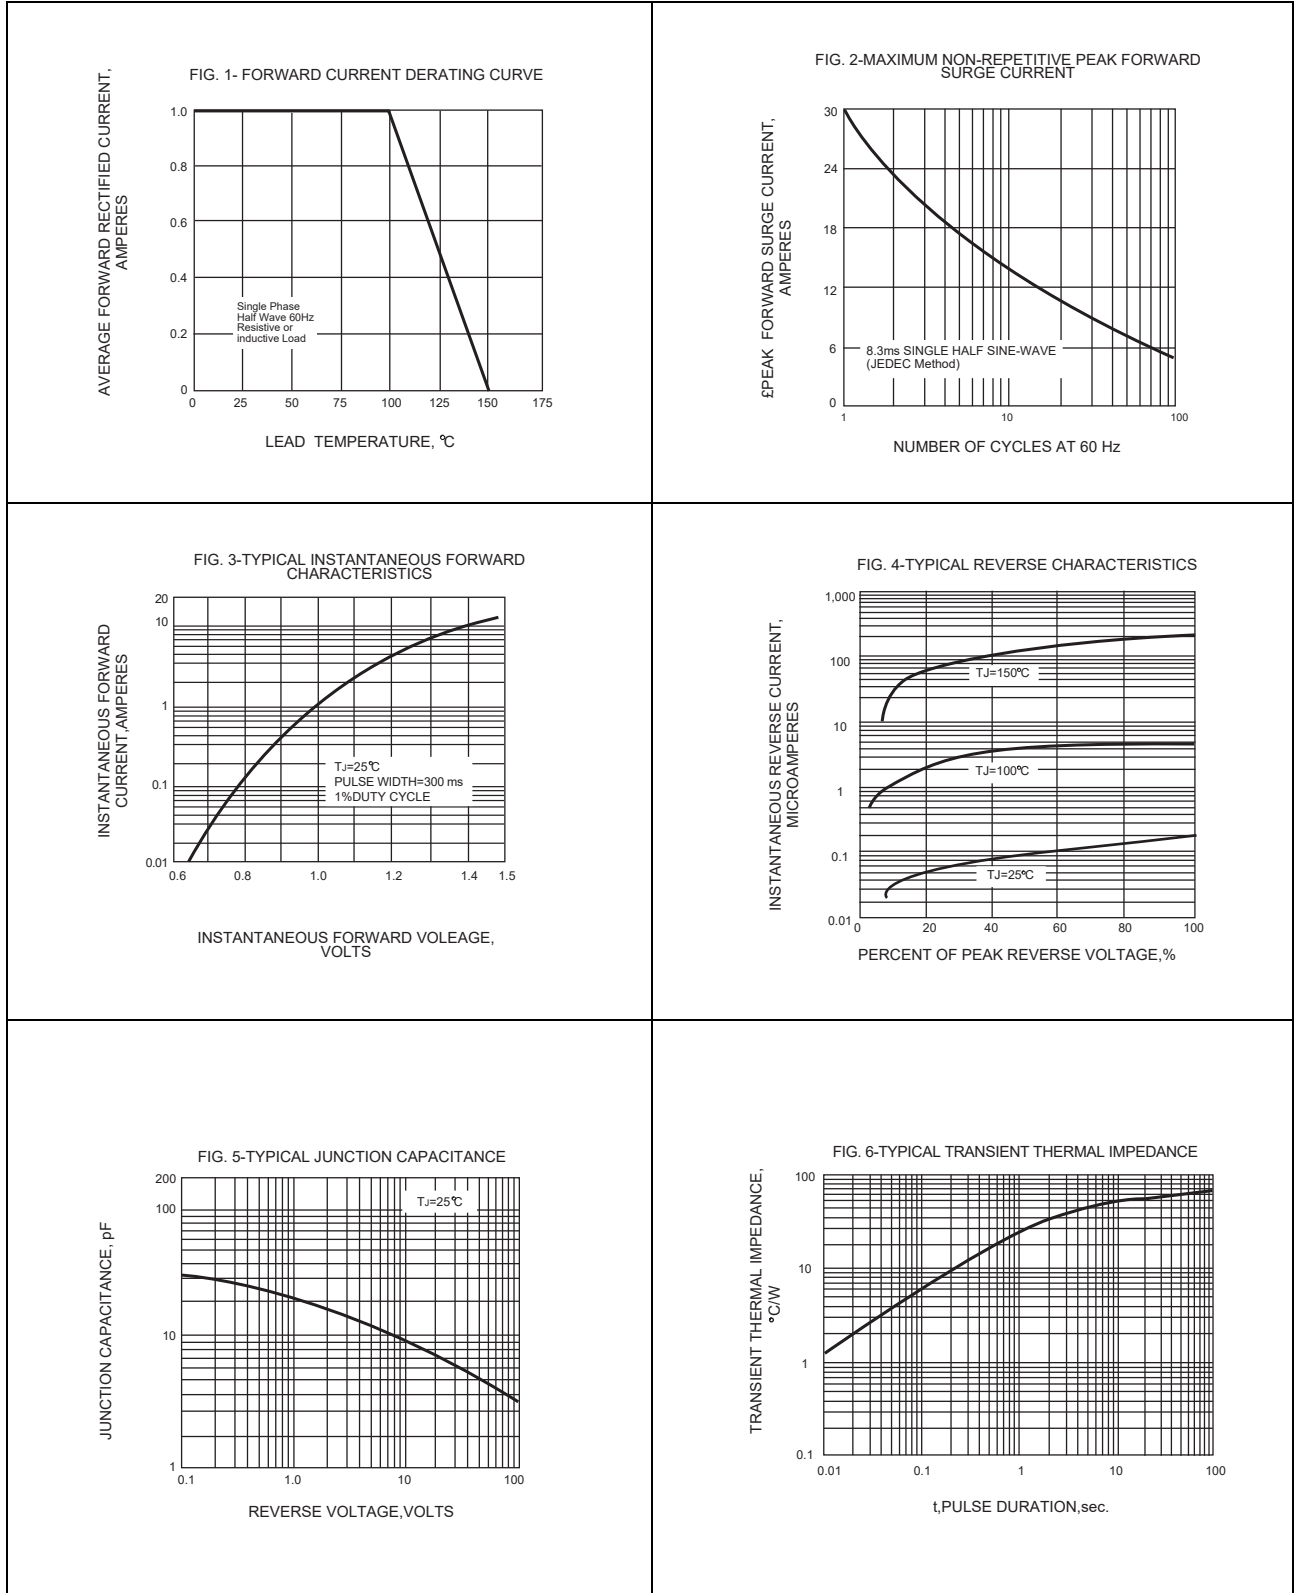 FIG. 1- FORWARD CURRENT DERATING CURVE
AVERAGE FORWARD RECTIFIED CURRENT,
AMPERES
1.0
0.8
0.6
0.4
0.2
0
Single Phase
Half Wave 60Hz
Resistive or
inductive Load
0 25 50 75 100 125 150 175
LEAD TEMPERATURE, ℃
FIG. 2-MAXIMUM NON-REPETITIVE PEAK FORWARD
SURGE CURRENT
£PEAK FORWARD SURGE CURRENT,
AMPERES
30
24
18
12
6
0
8.3ms SINGLE HALF SINE-WAVE
(JEDEC Method)
1 10 100
NUMBER OF CYCLES AT 60 Hz
FIG. 3-TYPICAL INSTANTANEOUS FORWARD
CHARACTERISTICS
INSTANTANEOUS FORWARD
CURRENT,AMPERES
20
10
1
0.1
0.01
TJ=25℃
PULSE WIDTH=300 ms
1%DUTY CYCLE
0.6 0.8 1.0 1.2 1.4 1.5
INSTANTANEOUS FORWARD VOLEAGE,
VOLTS
FIG. 4-TYPICAL REVERSE CHARACTERISTICS
INSTANTANEOUS REVERSE CURRENT,
MICROAMPERES
1,000
100
10
1
0.1
0.01
TJ=150℃
TJ=100℃
TJ=25℃
0 20 40 60 80 100
PERCENT OF PEAK REVERSE VOLTAGE,%
FIG. 5-TYPICAL JUNCTION CAPACITANCE
JUNCTION CAPACITANCE, pF
200
100
10
1
TJ=25℃
0.1 1.0 10 100
REVERSE VOLTAGE,VOLTS
FIG. 6-TYPICAL TRANSIENT THERMAL IMPEDANCE
TRANSIENT THERMAL IMPEDANCE,
℃/W
100
10
1
0.1
0.01 0.1 1 10 100
t,PULSE DURATION,sec.